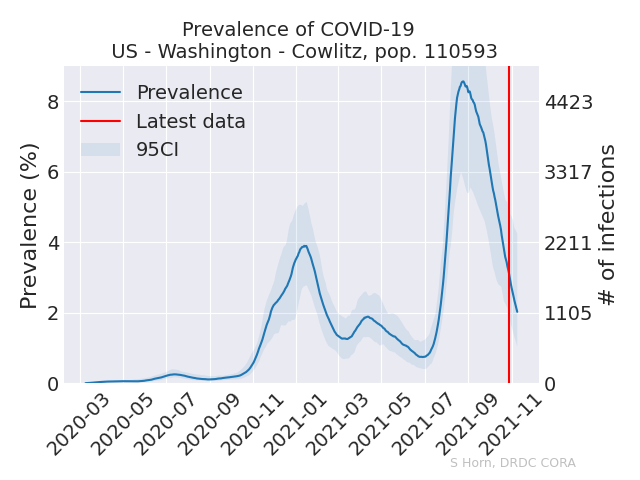 Prevalence of COVID-19
US - Washington - Cowlitz, pop. 110593
Prevalence
Latest data
95CI
Prevalence (%)
8
6
4
2
0
4423
3317
2211
1105
0
# of infections
2020-03
2020-05
2020-07
2020-09
2020-11
2021-01
2021-03
2021-05
2021-07
2021-09
2021-11
S Horn, DRDC CORA